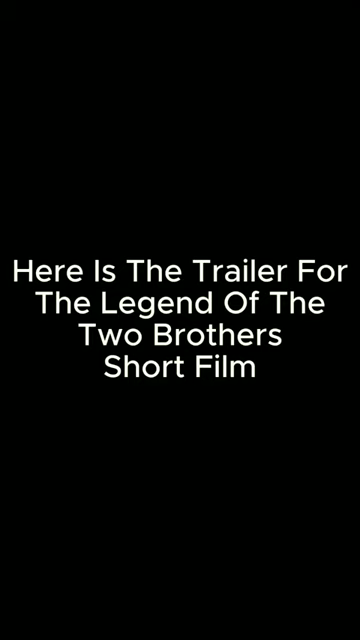 Here Is The Trailer For
The Legend Of The
Two Brothers
Short Film